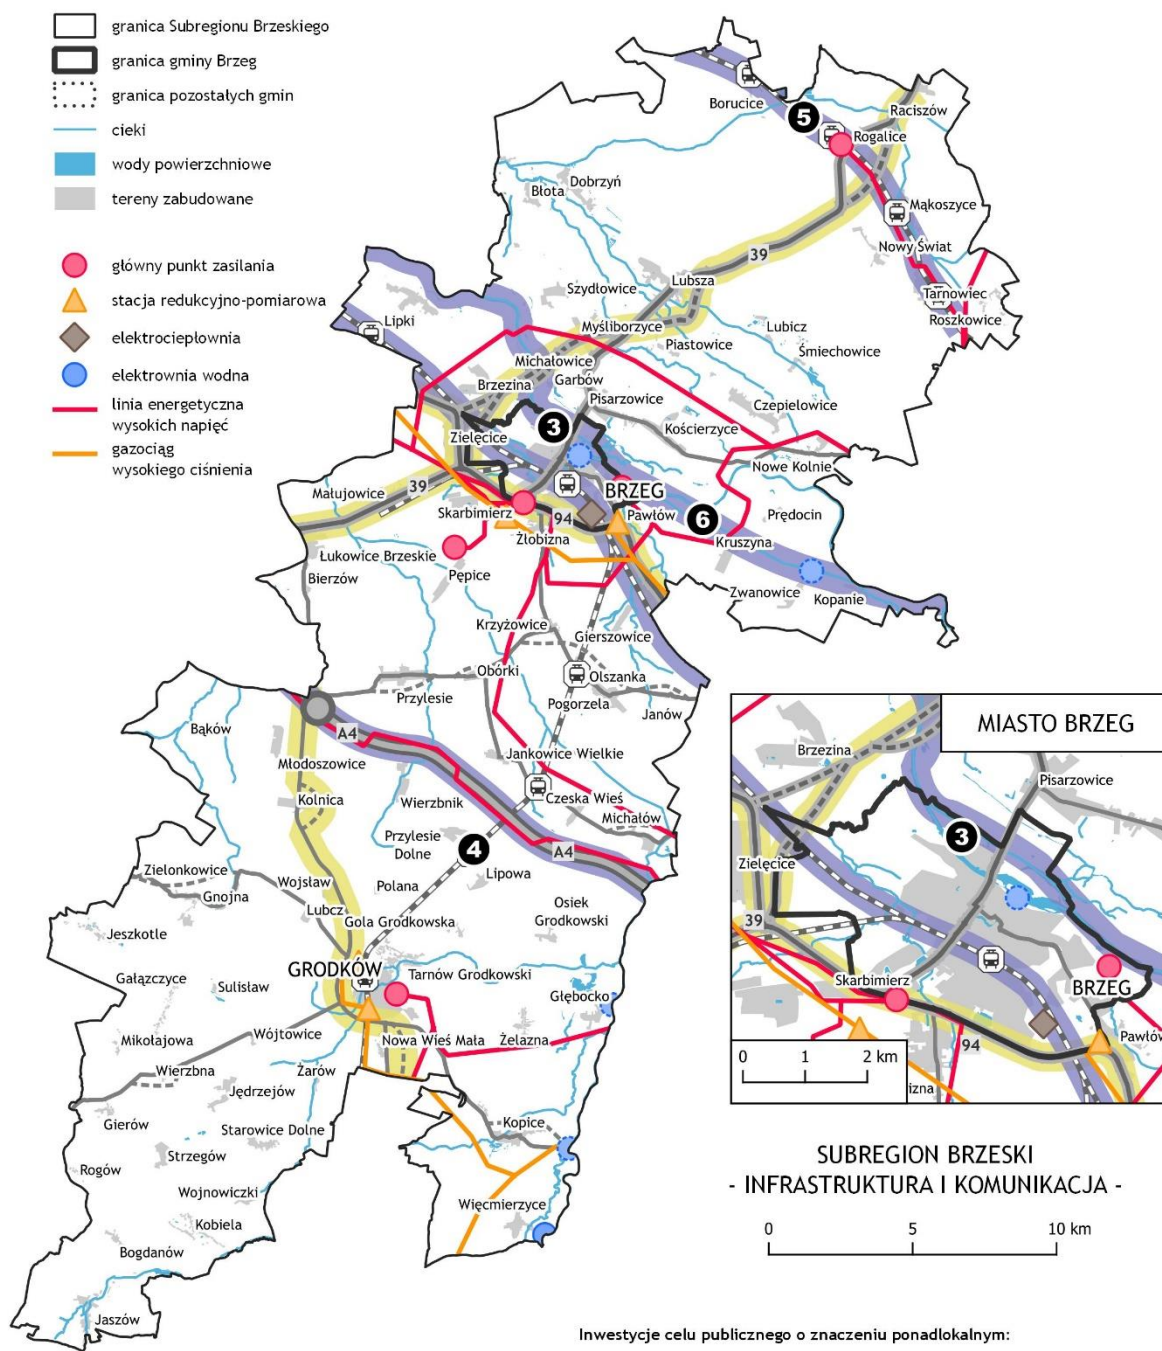 granica Subregionu Brzeskiego
granica gminy Brzeg
granica pozostałych gmin
cieki
wody powierzchniowe
tereny zabudowane
główny punkt zasilania
stacja redukcyjno-pomiarowa
elektrociepłownia
elektrownia wodna
linia energetyczna
wysokich napięć
gazociąg
wysokiego ciśnienia
Borucice
5
Raciszów
Rogalice
Dobrzyń
Błota
Mąkoszyce
Nowy Świat
39
Lubsza
Szydłowice
Tarnowiec
Roszkowice
Lipki
Myśliborzyce
Lubicz
Piastowice
Śmiechowice
Michałowice
Garbów
Brzezina
Pisarzowice
Czepielowice
3
Kościerzyce
Zielęcice
Nowe Kolnie
39
Małujowice
BRZEG
Skarbimierz
94
Pawłów
6
Prędocin
Żłobizna
Kruszyna
Łukowice Brzeskie
Bierzów
Pępice
Zwanowice
Kopanie
Krzyżowice
Gierszowice
Obórki
Olszanka
Przylesie
Pogorzela
Janów
Bąków
A4
Młodoszowice
Jankowice Wielkie
Kolnica
Wierzbnik
Czeska Wieś
Michałów
Przylesie
Dolne
4
A4
Zielonkowice
Gnojna
Wojsław
Polana
Lipowa
Lubcz
Gola Grodkowska
Osiek
Grodkowski
Jeszkotle
GRODKÓW
Tarnów Grodkowski
Gałązczyce
Sulisław
Głębocko
Mikołajowa
Wójtowice
Nowa Wieś Mała
Żelazna
Wierzbna
Żarów
Jędrzejów
Gierów
Starowice Dolne
Kopice
Strzegów
Rogów
Wojnowiczki
Więcmierzyce
Kobiela
Bogdanów
Jaszów
MIASTO BRZEG
Brzezina
Pisarzowice
3
Zielęcice
39
Skarbimierz
BRZEG
94
Pawłów
izna
0 1 2 km
SUBREGION BRZESKI
- INFRASTRUKTURA I KOMUNIKACJA -
0 5 10 km
Inwestycje celu publicznego o znaczeniu ponadlokalnym: